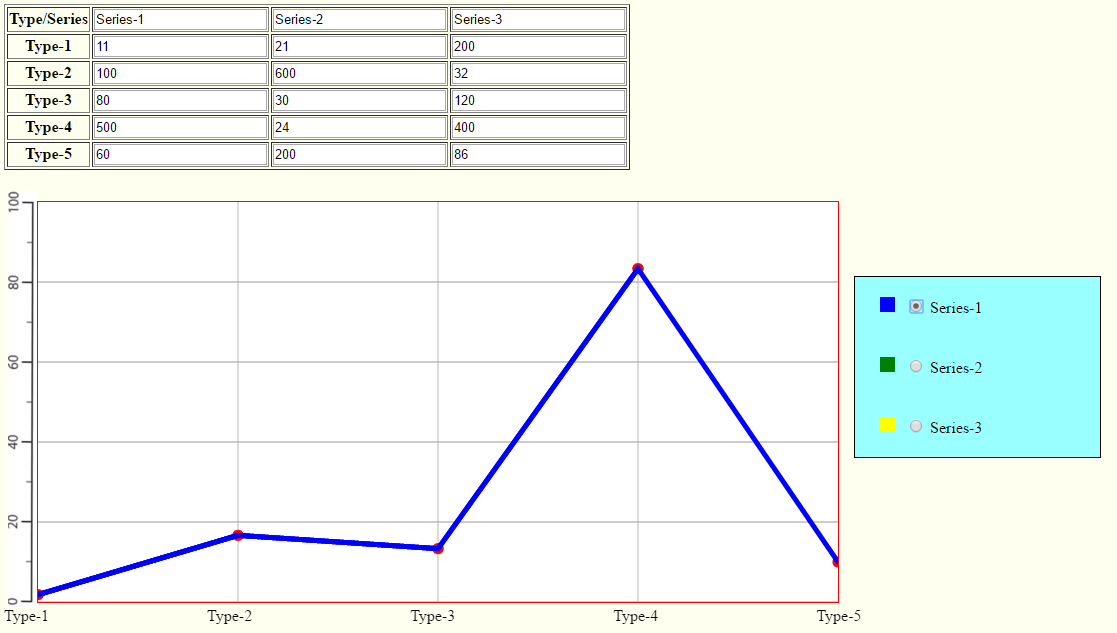 Type/Series Series-1 Series-2 Series-3
Type-1 11 21 200
Type-2 100 600 32
Type-3 80 30 120
Type-4 500 24 400
Type-5 60 200 86
100
80
60
40
20
0
Series-1
Series-2
Series-3
Type-1 Type-2 Type-3 Type-4 Type-5